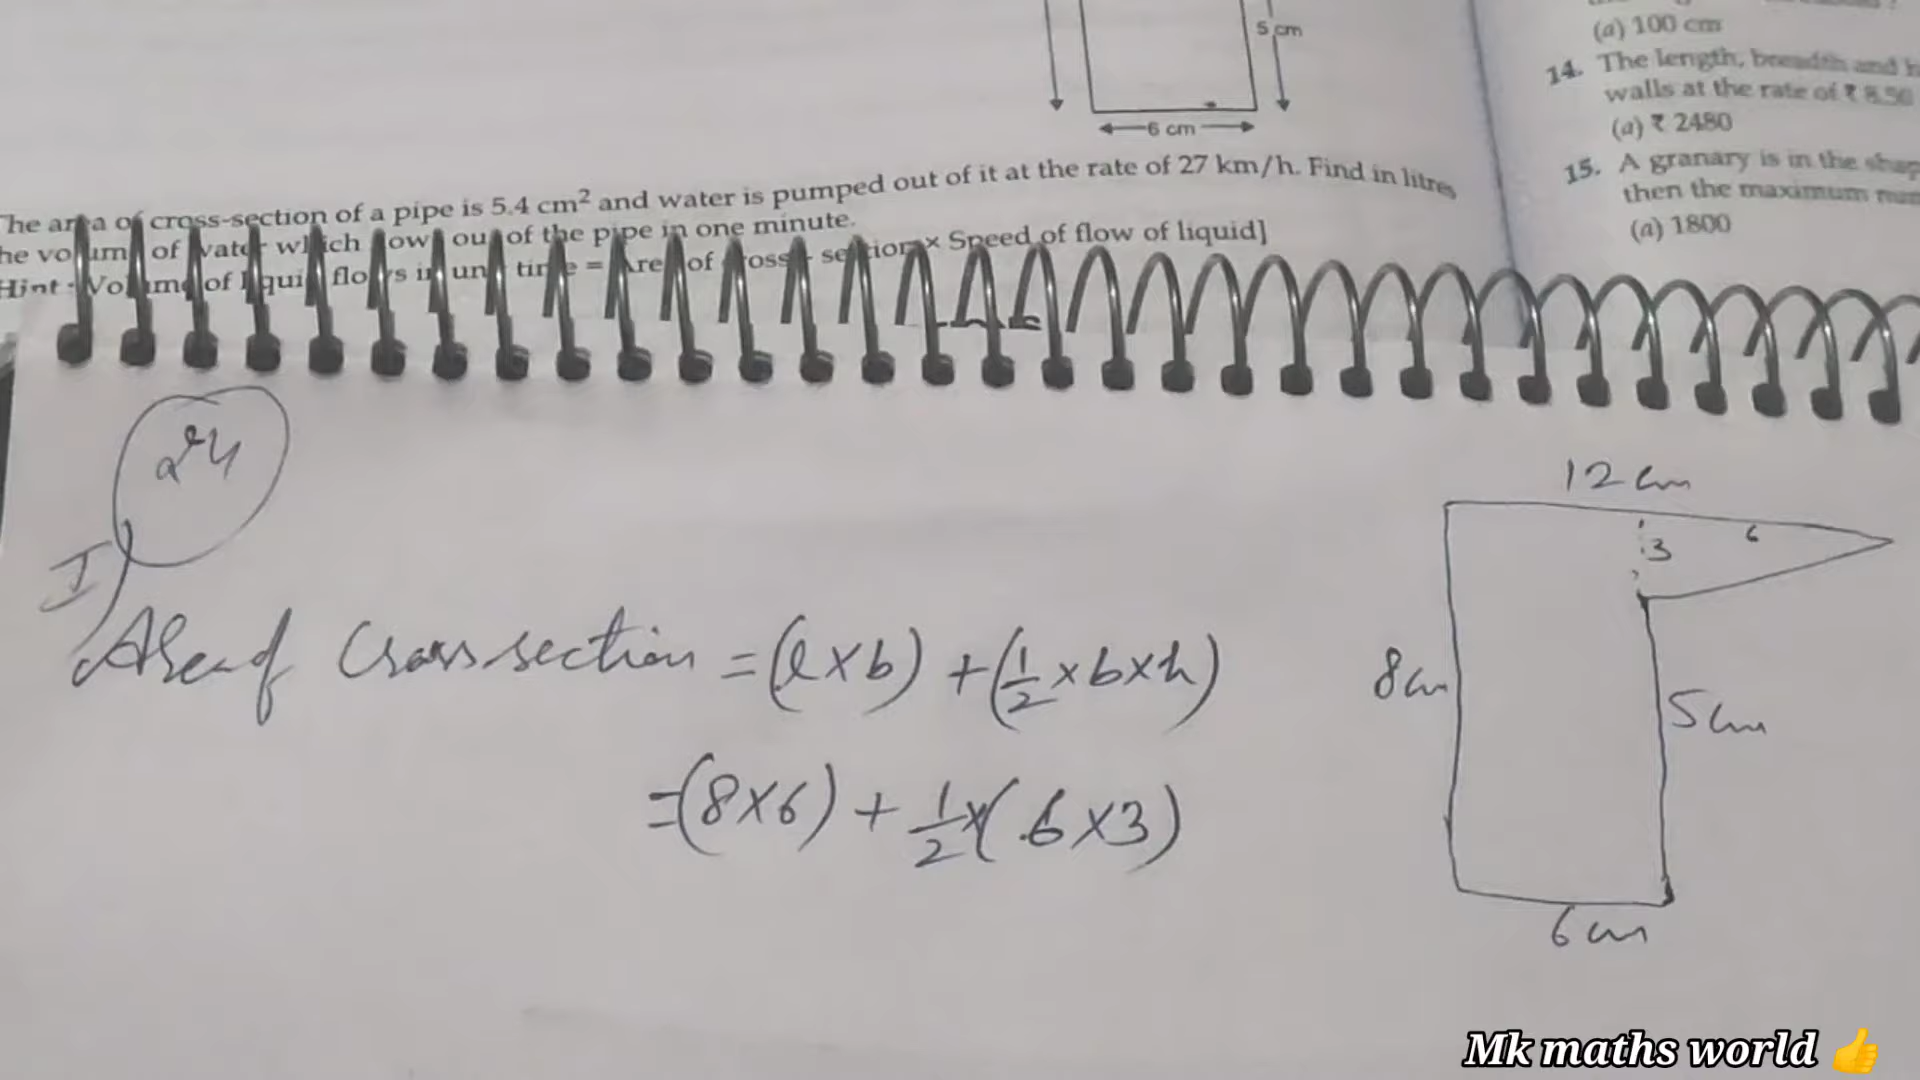 5 cm
6 cm
The area of cross-section of a pipe is 5.4 cm² and water is pumped out of it at the rate of 27 km/h. Find in litres
he volume of water which flows out of the pipe in one minute.
Hint : Volume of liquid flows in unit time = Area of cross-section × Speed of flow of liquid]
(a) 100 cm
14. The length, breadth and h
walls at the rate of ₹ 8.50
(a) ₹ 2480
15. A granary is in the shap
then the maximum num
(a) 1800
24
I
Area of Cross section = (l×b) + (1/2 ×b×h)
= (8×6) + 1/2 × (6×3)
12 cm
3
6
8cm
5cm
6cm
Mk maths world 👍